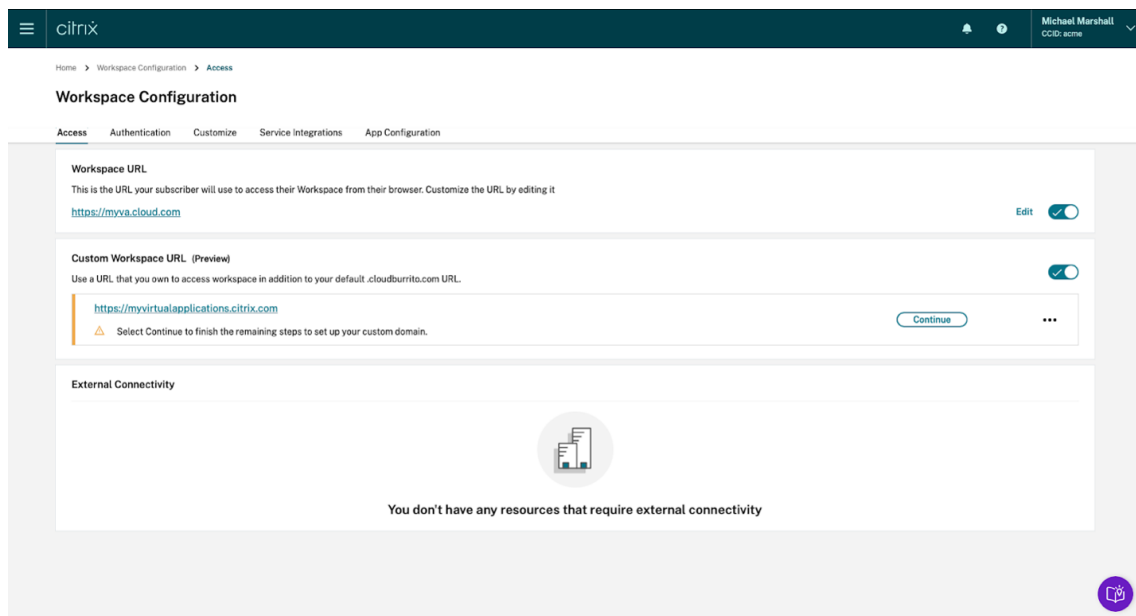 citrix
Michael Marshall
CCID: acme
Home > Workspace Configuration > Access
Workspace Configuration
Access Authentication Customize Service Integrations App Configuration
Workspace URL
This is the URL your subscriber will use to access their Workspace from their browser. Customize the URL by editing it
https://myva.cloud.com Edit
Custom Workspace URL (Preview)
Use a URL that you own to access workspace in addition to your default .cloudburrito.com URL.
https://myvirtualapplications.citrix.com
Select Continue to finish the remaining steps to set up your custom domain.
Continue
External Connectivity
You don't have any resources that require external connectivity